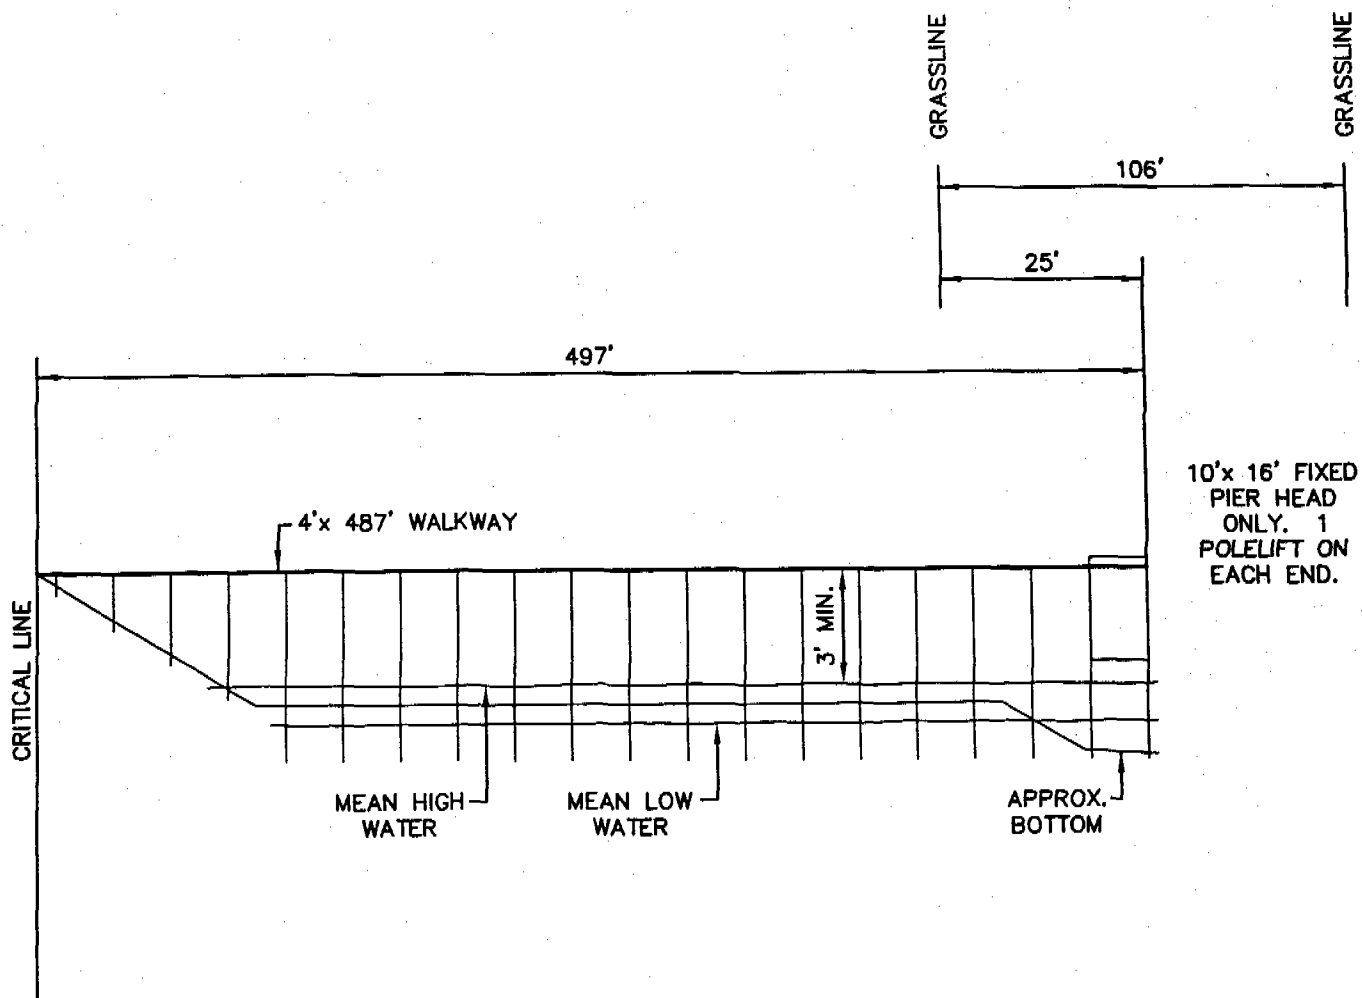 GRASSLINE
GRASSLINE
106'
25'
497'
4'x 487' WALKWAY
10'x 16' FIXED
PIER HEAD
ONLY. 1
POLELIFT ON
EACH END.
3' MIN.
CRITICAL LINE
MEAN HIGH
WATER
MEAN LOW
WATER
APPROX.
BOTTOM